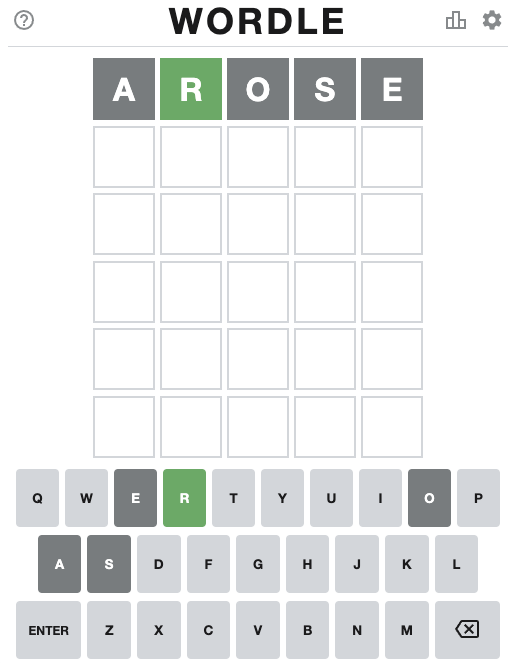 ?
WORDLE
A R O S E
Q W E R T Y U I O P
A S D F G H J K L
ENTER Z X C V B N M